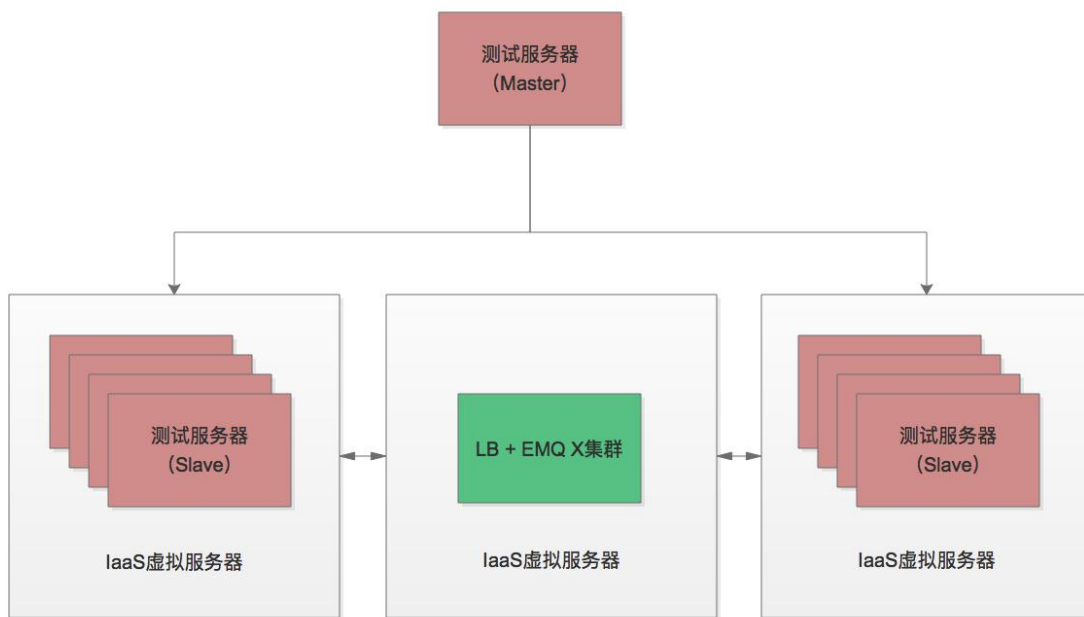 测试服务器
（Master）
测试服务器
（Slave）
LB + EMQ X集群
测试服务器
（Slave）
IaaS虚拟服务器
IaaS虚拟服务器
IaaS虚拟服务器